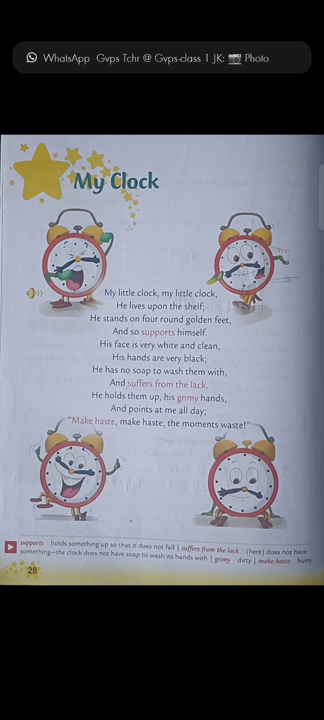 WhatsApp Gvps Tchr @ Gvps-class 1 JK: 📷 Photo
My Clock
My little clock, my little clock,
He lives upon the shelf;
He stands on four round golden feet,
And so supports himself.
His face is very white and clean,
His hands are very black;
He has no soap to wash them with,
And suffers from the lack.
He holds them up, his grimy hands,
And points at me all day;
"Make haste, make haste, the moments waste!"
supports holds something up so that it does not fall | suffers from the lack (here) does not have
something—the clock does not have soap to wash its hands with | grimy dirty | make haste hurry
28